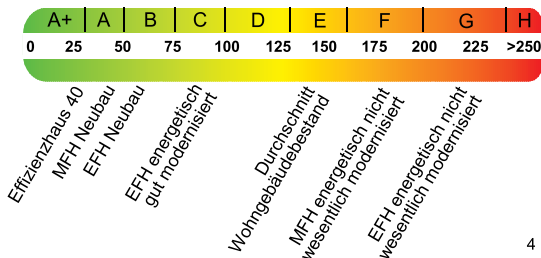 A+ A B C D E F G H
0 25 50 75 100 125 150 175 200 225 >250
Effizienzhaus 40
MFH Neubau
EFH Neubau
EFH energetisch
gut modernisiert
Durchschnitt
Wohngebäudebestand
MFH energetisch nicht
wesentlich modernisiert
EFH energetisch nicht
wesentlich modernisiert
4